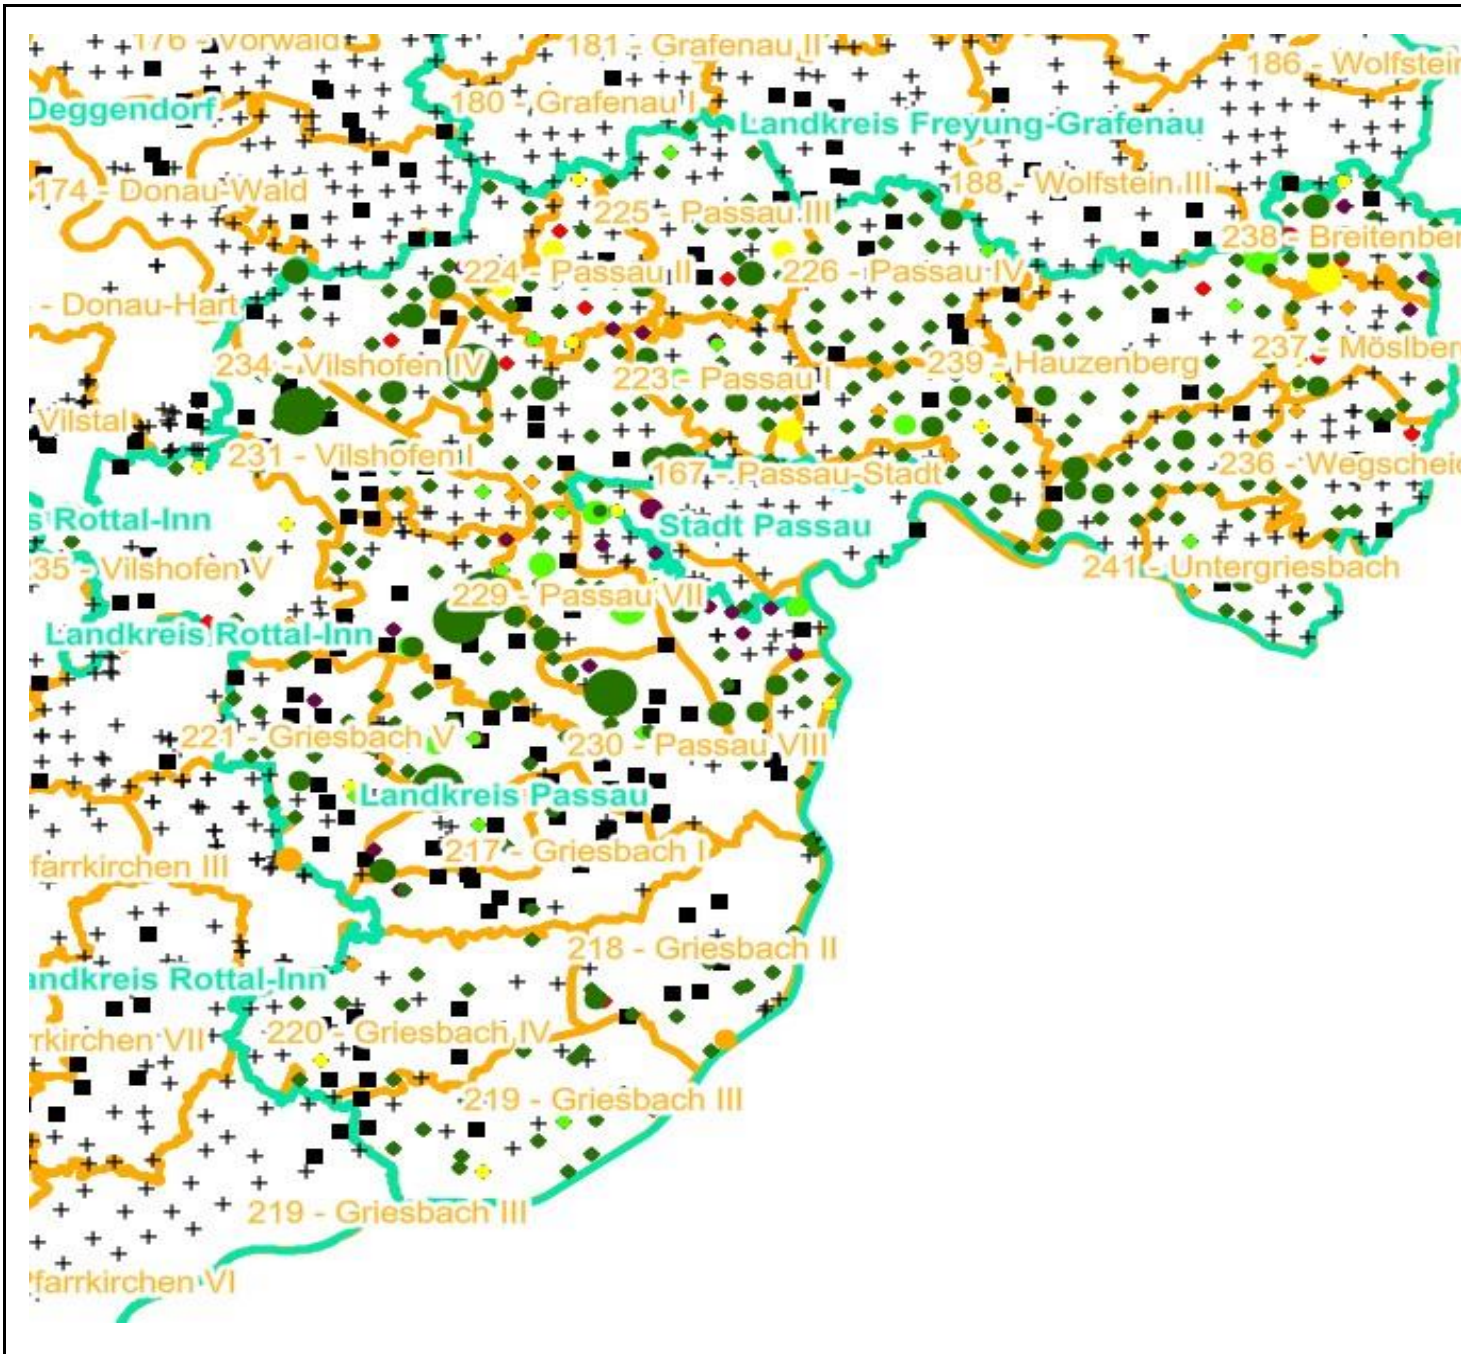 176 - Vorwald
181 - Grafenau II
186 - Wolfstein
180 - Grafenau I
Deggendorf
Landkreis Freyung-Grafenau
174 - Donau-Wald
188 - Wolfstein III
225 - Passau III
238 - Breitenber
224 - Passau II
226 - Passau IV
- Donau-Hart
234 - Vilshofen IV
223 - Passau I
239 - Hauzenberg
237 - Möslber
Vilstal
231 - Vilshofen I
167 - Passau-Stadt
236 - Wegscheid
s Rottal-Inn
Stadt Passau
35 - Vilshofen V
229 - Passau VII
241 - Untergriesbach
Landkreis Rottal-Inn
221 - Griesbach V
230 - Passau VIII
Landkreis Passau
217 - Griesbach I
farrkirchen III
218 - Griesbach II
andkreis Rottal-Inn
220 - Griesbach IV
rkirchen VII
219 - Griesbach III
219 - Griesbach III
Pfarrkirchen VI